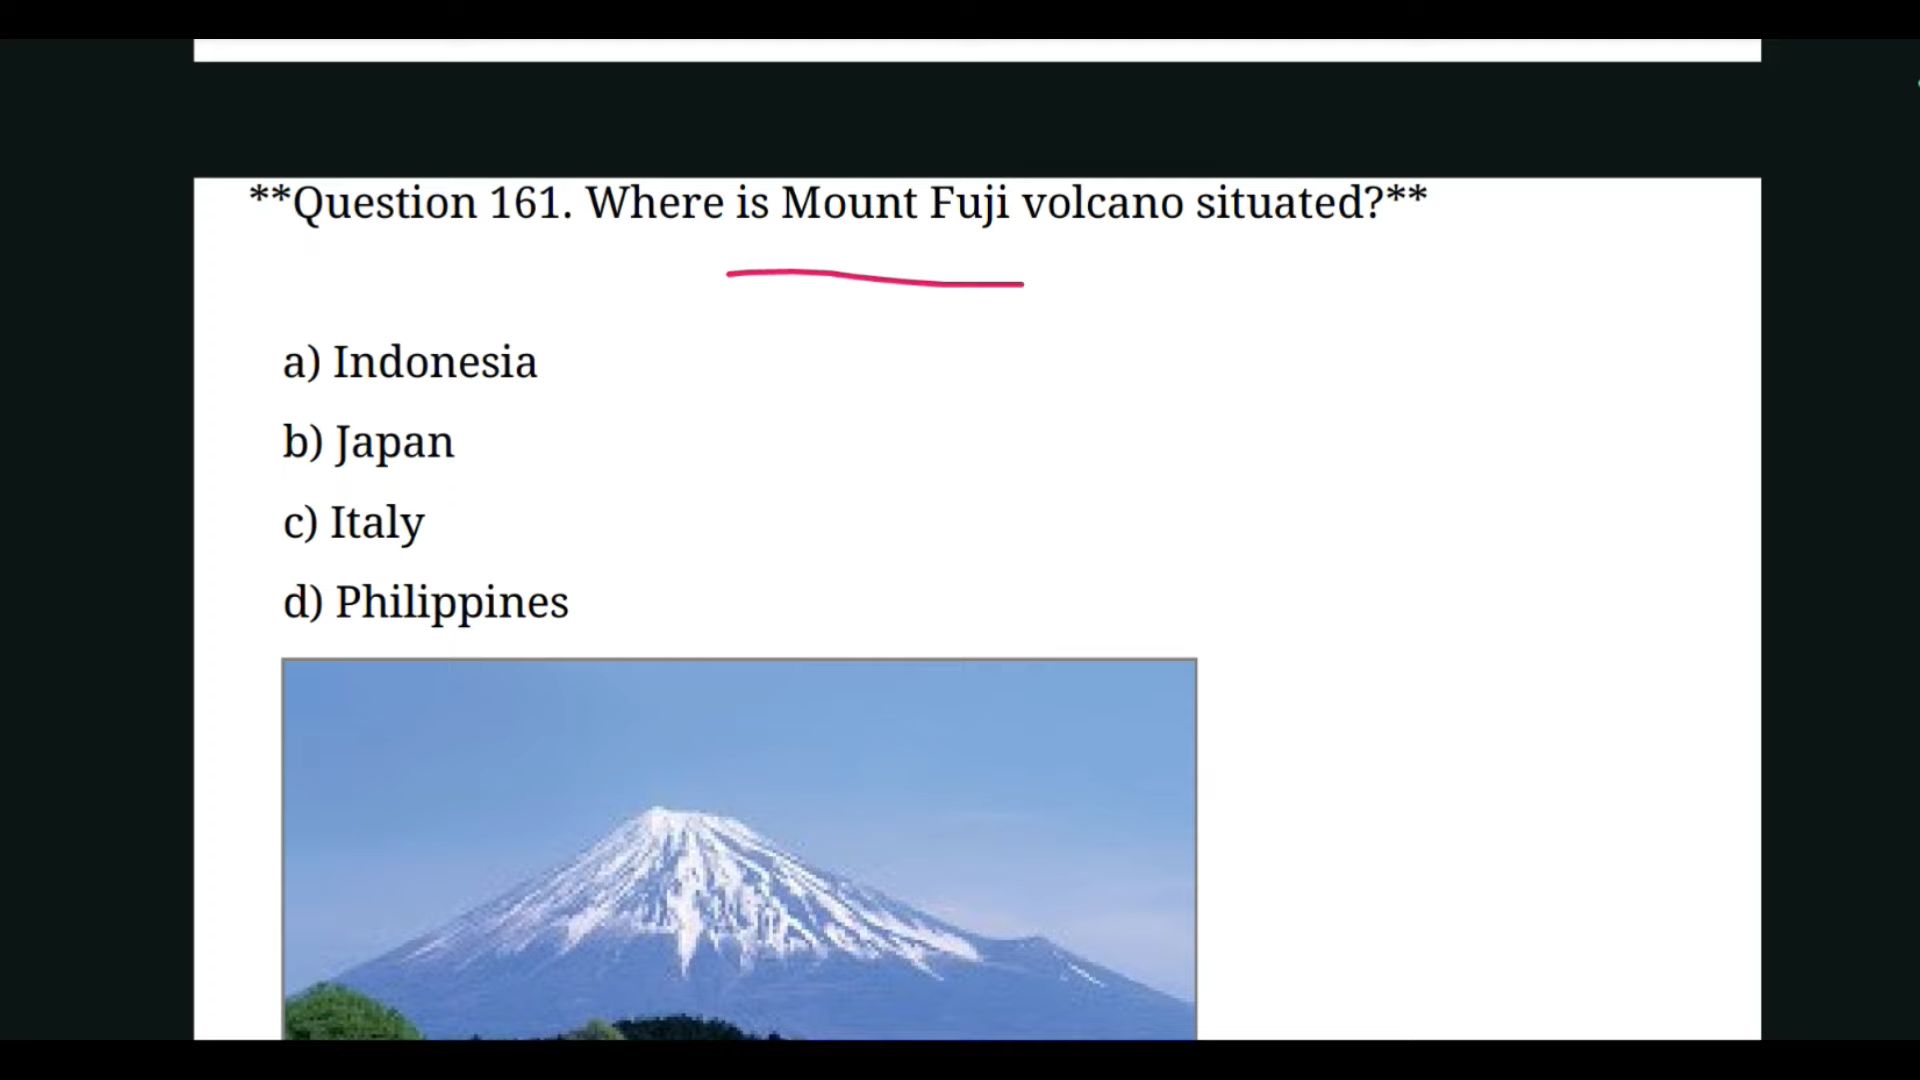 **Question 161. Where is Mount Fuji volcano situated?**
a) Indonesia
b) Japan
c) Italy
d) Philippines